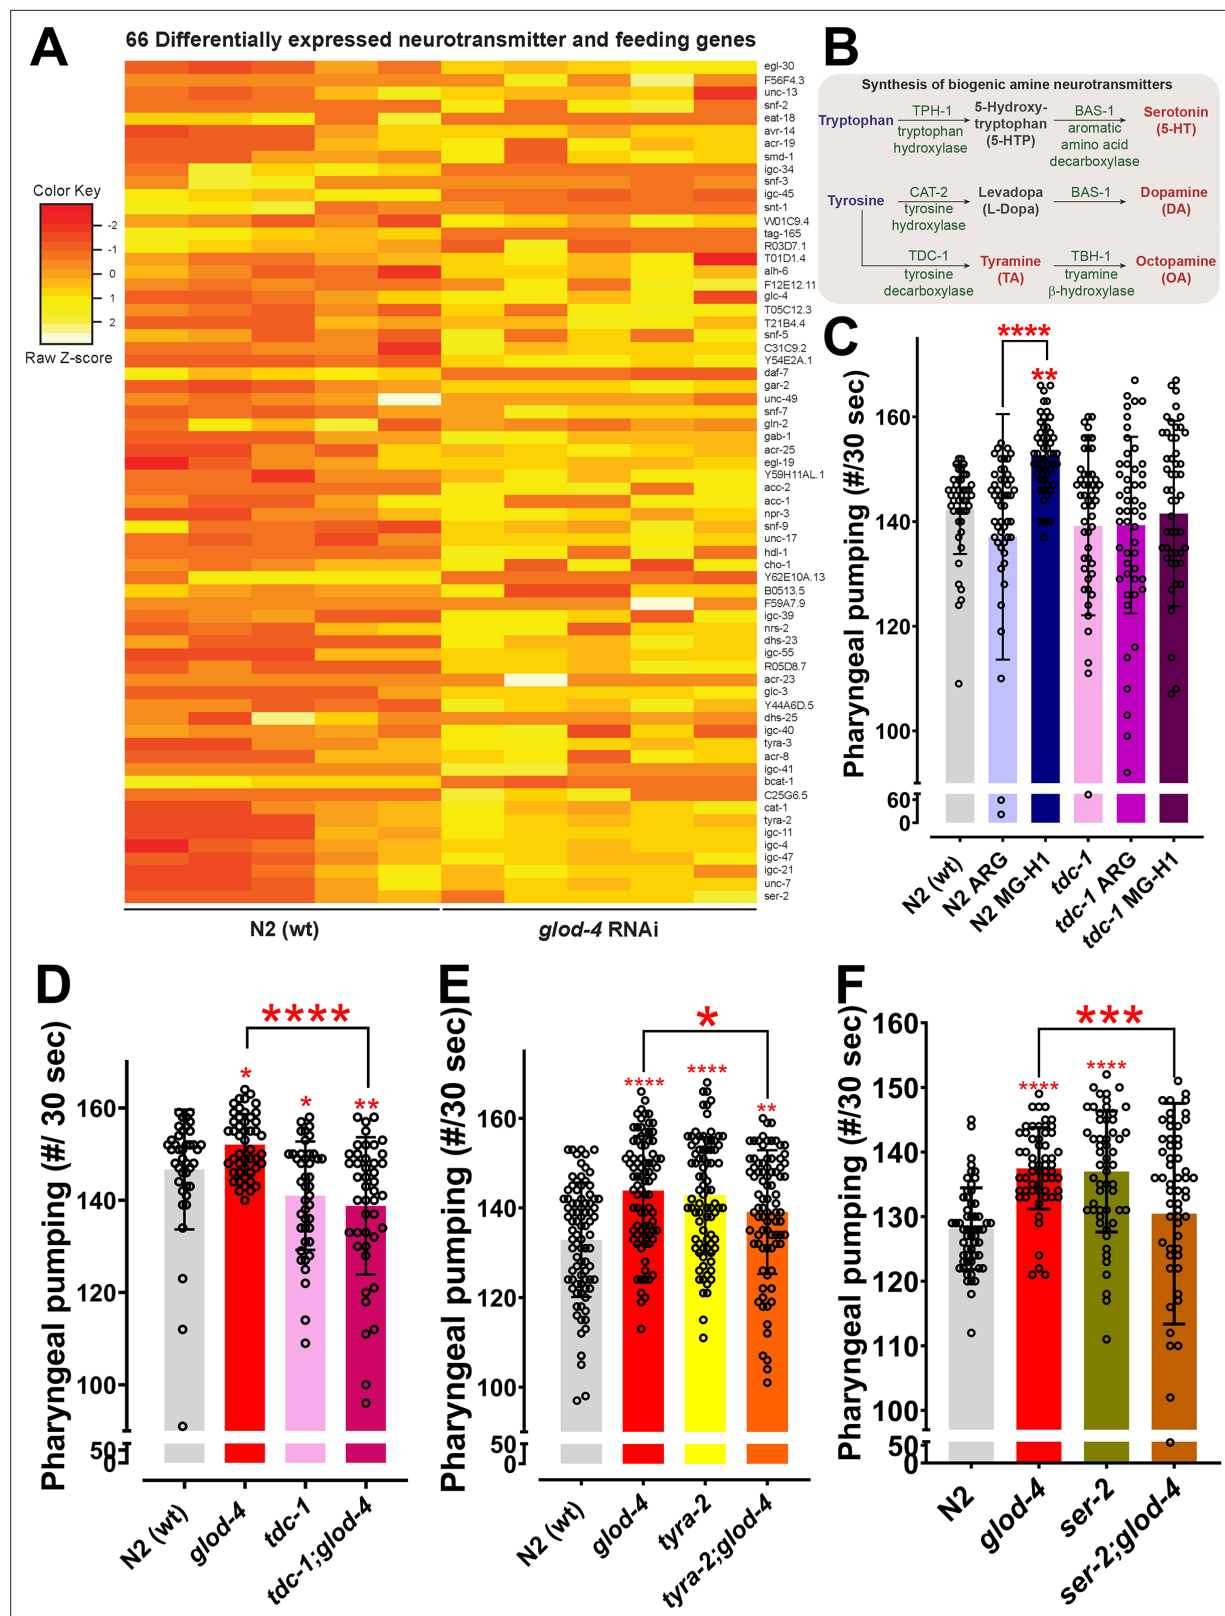 A
66 Differentially expressed neurotransmitter and feeding genes
Color Key
-2
-1
0
1
2
Raw Z-score
egl-30
F56F4.3
unc-13
snf-2
eat-18
avr-14
acr-19
smd-1
igc-34
snf-3
igc-45
snt-1
W01C9.4
tag-165
R03D7.1
T01D1.4
alh-6
F12E12.11
glc-4
T05C12.3
T21B4.4
snf-5
C31C9.2
Y54E2A.1
daf-7
gar-2
unc-49
snf-7
gln-2
gab-1
acr-25
egl-19
Y59H11AL.1
acc-2
acc-1
npr-3
snf-9
unc-17
hdl-1
cho-1
Y62E10A.13
B0513.5
F59A7.9
igc-39
nrs-2
dhs-23
igc-55
R05D8.7
acr-23
glc-3
Y44A6D.5
dhs-25
igc-40
tyra-3
acr-8
igc-41
bcat-1
C25G6.5
cat-1
tyra-2
igc-11
igc-4
igc-47
igc-21
unc-7
ser-2
N2 (wt)
glod-4 RNAi
B
Synthesis of biogenic amine neurotransmitters
Tryptophan
TPH-1
tryptophan
hydroxylase
5-Hydroxy-
tryptophan
(5-HTP)
BAS-1
aromatic
amino acid
decarboxylase
Serotonin
(5-HT)
Tyrosine
CAT-2
tyrosine
hydroxylase
Levadopa
(L-Dopa)
BAS-1
Dopamine
(DA)
TDC-1
tyrosine
decarboxylase
Tyramine
(TA)
TBH-1
tryamine
β-hydroxylase
Octopamine
(OA)
C
Pharyngeal pumping (#/30 sec)
160
140
120
100
60
0
****
**
N2 (wt)
N2 ARG
N2 MG-H1
tdc-1
tdc-1 ARG
tdc-1 MG-H1
D
Pharyngeal pumping (#/ 30 sec)
160
140
120
100
50
0
****
*
*
**
N2 (wt)
glod-4
tdc-1
tdc-1;glod-4
E
Pharyngeal pumping (#/30 sec)
160
140
120
100
50
0
*
****
****
**
N2 (wt)
glod-4
tyra-2
tyra-2;glod-4
F
Pharyngeal pumping (#/30 sec)
160
150
140
130
120
110
100
50
0
***
****
****
N2
glod-4
ser-2
ser-2;glod-4